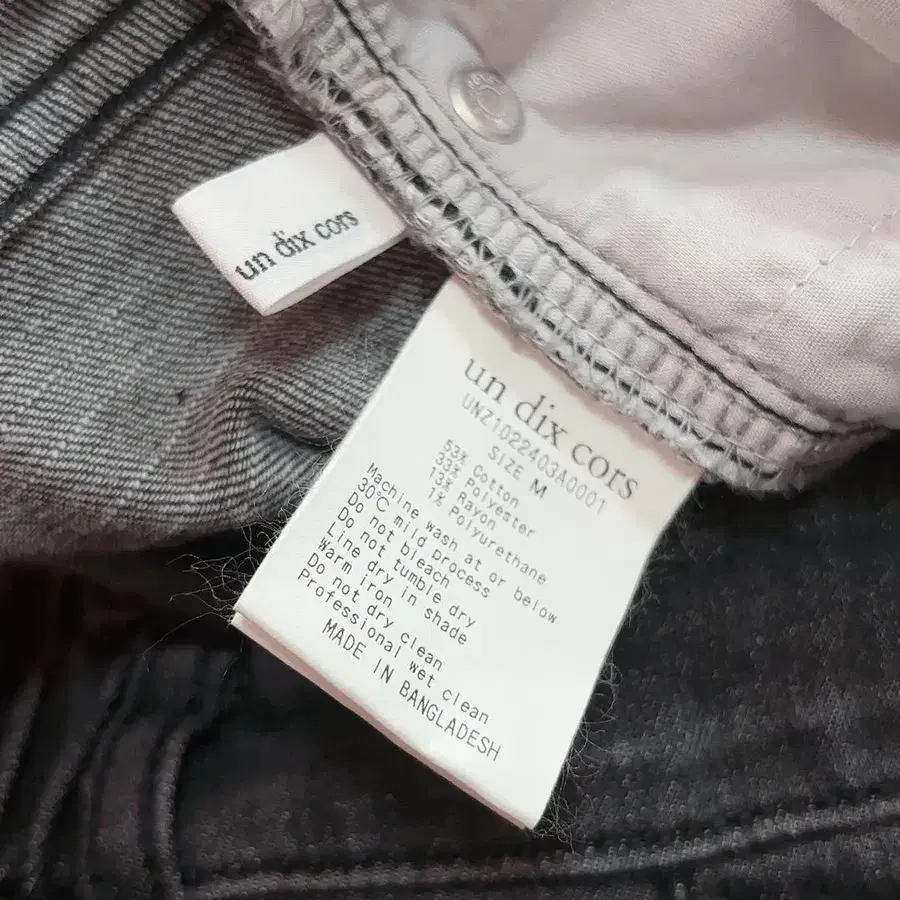 un dix cors
un dix cors
UNZ1022403A0001
SIZE M
53% Cotton
33% Polyester
13% Rayon
1% Polyurethane
Machine wash at or below
30°C mild process
Do not bleach
Do not tumble dry
Line dry in shade
Warm iron
Do not dry clean
Professional wet clean
MADE IN BANGLADESH